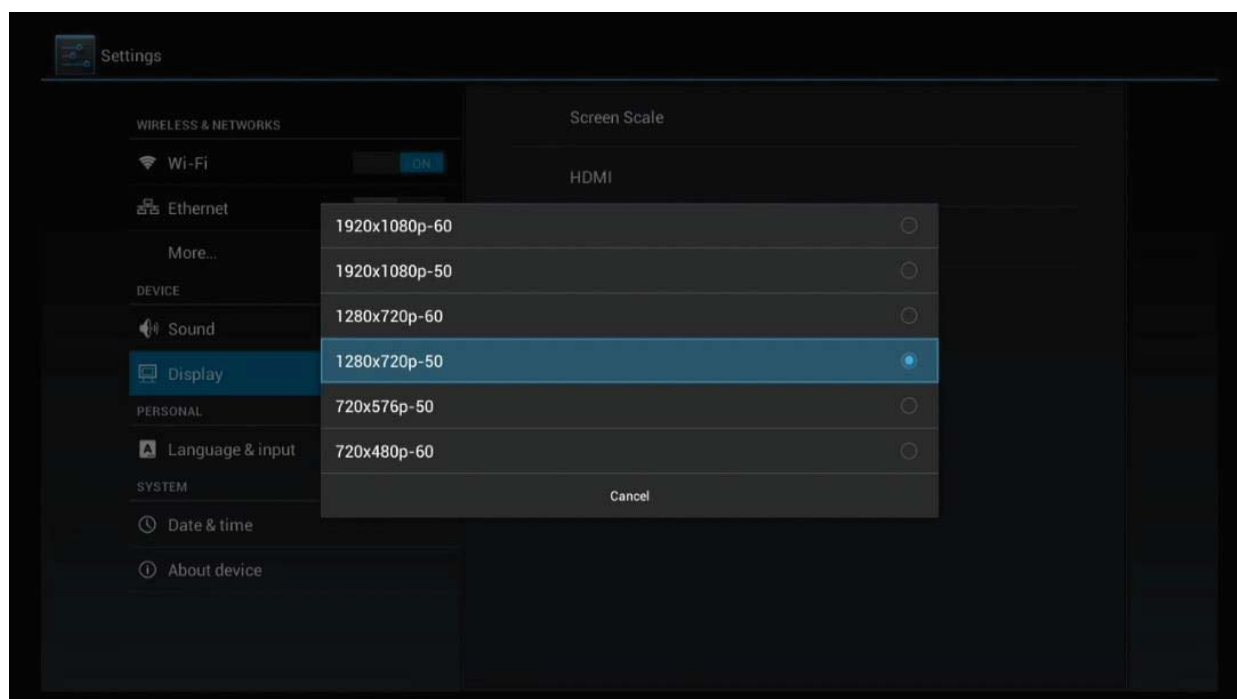 Settings
WIRELESS & NETWORKS
Wi-Fi
ON
Ethernet
More...
DEVICE
Sound
Display
PERSONAL
Language & input
SYSTEM
Date & time
About device
Screen Scale
HDMI
1920x1080p-60
1920x1080p-50
1280x720p-60
1280x720p-50
720x576p-50
720x480p-60
Cancel